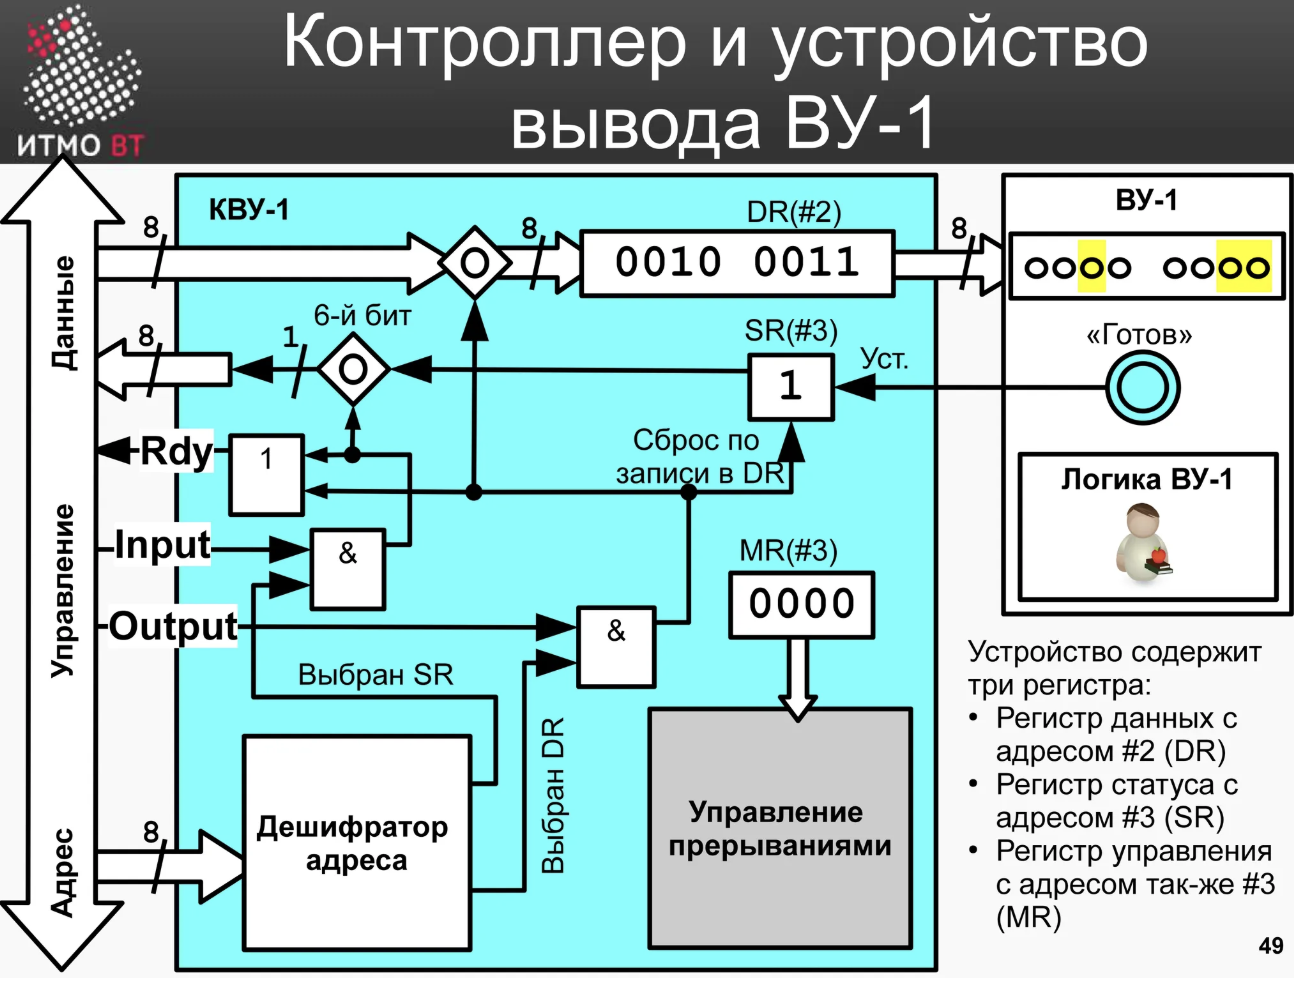 Контроллер и устройство
вывода ВУ-1
ИТМО ВТ
КВУ-1
DR(#2)
ВУ-1
8
8
8
0010 0011
Данные
6-й бит
8
1
SR(#3)
1
Уст.
«Готов»
Rdy
1
Сброс по
записи в DR
Логика ВУ-1
Управление
Input
&
MR(#3)
0000
Output
&
Выбран SR
Выбран DR
Адрес
8
Дешифратор
адреса
Управление
прерываниями
Устройство содержит
три регистра:
• Регистр данных с
адресом #2 (DR)
• Регистр статуса с
адресом #3 (SR)
• Регистр управления
с адресом так-же #3
(MR)
49